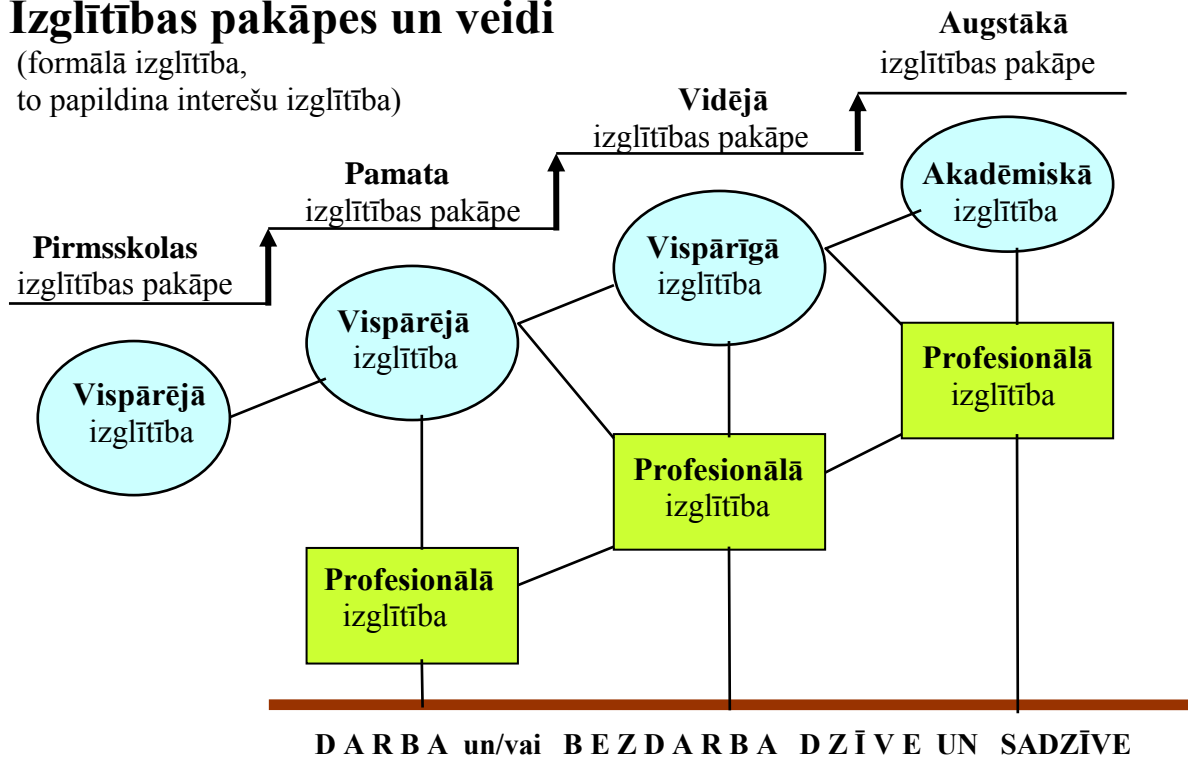 Izglītības pakāpes un veidi
(formālā izglītība,
to papildina interešu izglītība)
Augstākā
izglītības pakāpe
Vidējā
izglītības pakāpe
Pamata
izglītības pakāpe
Pirmsskolas
izglītības pakāpe
Akadēmiskā
izglītība
Vispārīgā
izglītība
Vispārējā
izglītība
Vispārējā
izglītība
Profesionālā
izglītība
Profesionālā
izglītība
Profesionālā
izglītība
D A R B A un/vai B E Z D A R B A D Z Ī V E UN SADZĪVE